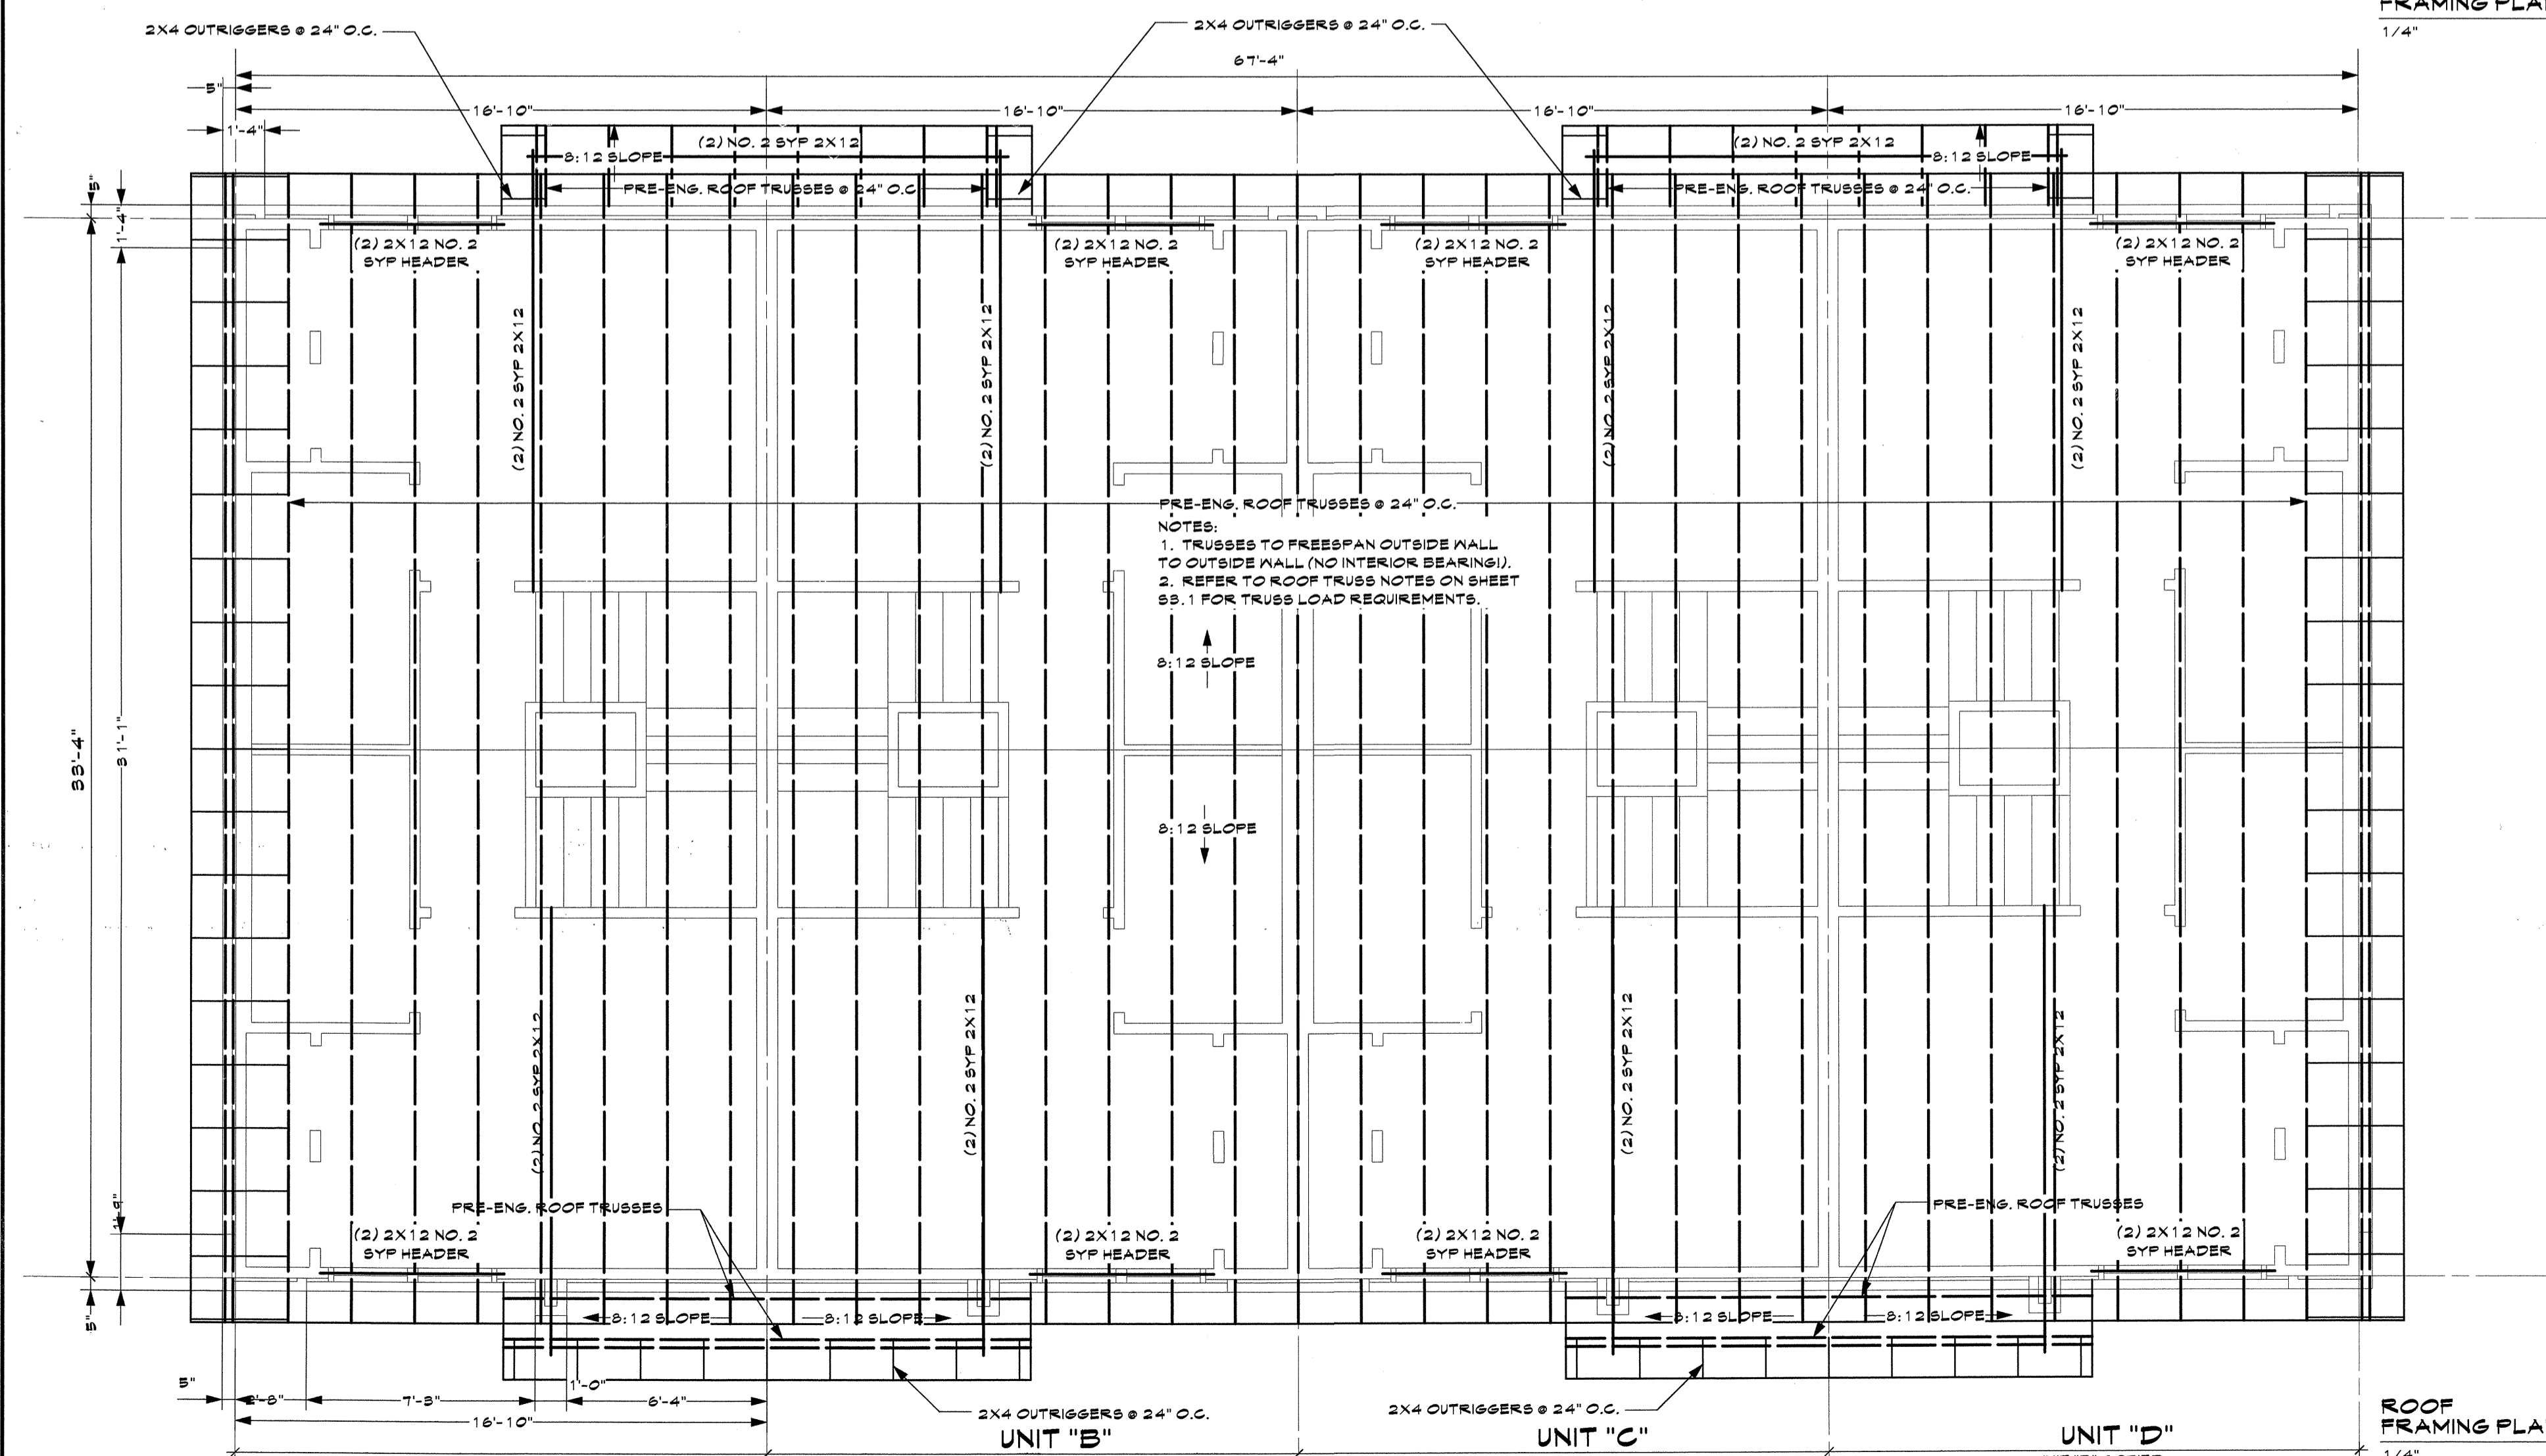 FRAMING PLA
1/4"
2X4 OUTRIGGERS @ 24" O.C.
2X4 OUTRIGGERS @ 24" O.C.
67'-4"
5"
16'-10"
16'-10"
16'-10"
16'-10"
1'-4"
(2) NO. 2 SYP 2X12
(2) NO. 2 SYP 2X12
8:12 SLOPE
8:12 SLOPE
PRE-ENG. ROOF TRUSSES @ 24" O.C.
PRE-ENG. ROOF TRUSSES @ 24" O.C.
5"
1'-4"
(2) 2X12 NO. 2
SYP HEADER
(2) 2X12 NO. 2
SYP HEADER
(2) 2X12 NO. 2
SYP HEADER
(2) 2X12 NO. 2
SYP HEADER
(2) NO. 2 SYP 2X12
(2) NO. 2 SYP 2X12
(2) NO. 2 SYP 2X12
(2) NO. 2 SYP 2X12
PRE-ENG. ROOF TRUSSES @ 24" O.C.
NOTES:
1. TRUSSES TO FREESPAN OUTSIDE WALL
TO OUTSIDE WALL (NO INTERIOR BEARING!).
2. REFER TO ROOF TRUSS NOTES ON SHEET
S3.1 FOR TRUSS LOAD REQUIREMENTS.
8:12 SLOPE
33'-4"
31'-1"
8:12 SLOPE
(2) NO. 2 SYP 2X12
(2) NO. 2 SYP 2X12
(2) NO. 2 SYP 2X12
(2) NO. 2 SYP 2X12
1'-9"
PRE-ENG. ROOF TRUSSES
PRE-ENG. ROOF TRUSSES
(2) 2X12 NO. 2
SYP HEADER
(2) 2X12 NO. 2
SYP HEADER
(2) 2X12 NO. 2
SYP HEADER
(2) 2X12 NO. 2
SYP HEADER
5"
8:12 SLOPE
8:12 SLOPE
8:12 SLOPE
8:12 SLOPE
5"
2'-8"
7'-3"
1'-0"
6'-4"
16'-10"
2X4 OUTRIGGERS @ 24" O.C.
2X4 OUTRIGGERS @ 24" O.C.
UNIT "B"
UNIT "C"
UNIT "D"
ROOF
FRAMING PLA
1/4"